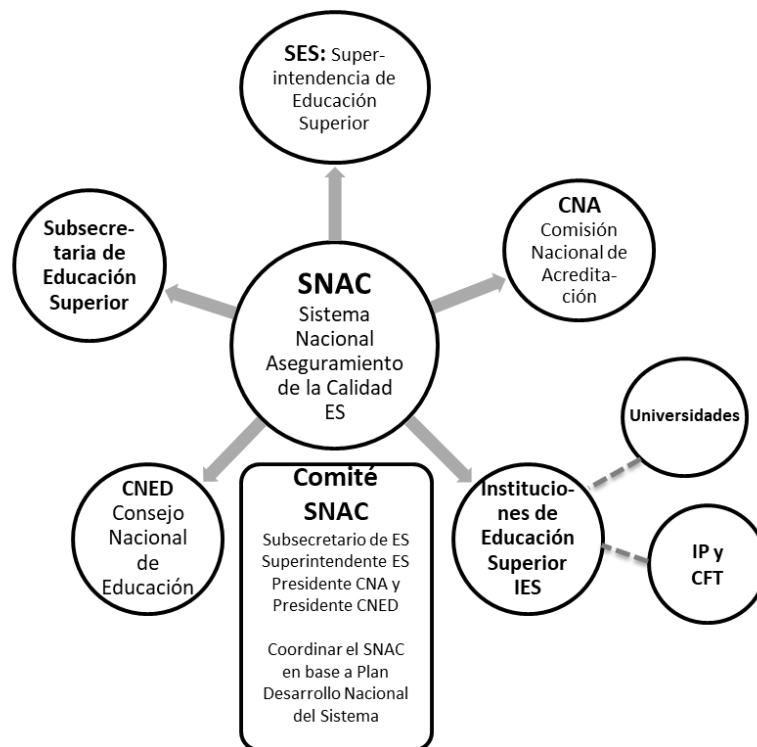 SES: Super-
intendencia de
Educación
Superior
Subsecre-
taria de
Educación
Superior
CNA
Comisión
Nacional de
Acredita-
ción
SNAC
Sistema
Nacional
Aseguramiento
de la Calidad
ES
Universidades
CNED
Consejo
Nacional
de
Educación
Comité
SNAC
Subsecretario de ES
Superintendente ES
Presidente CNA y
Presidente CNED
Coordinar el SNAC
en base a Plan
Desarrollo Nacional
del Sistema
Institucio-
nes de
Educación
Superior
IES
IP y
CFT